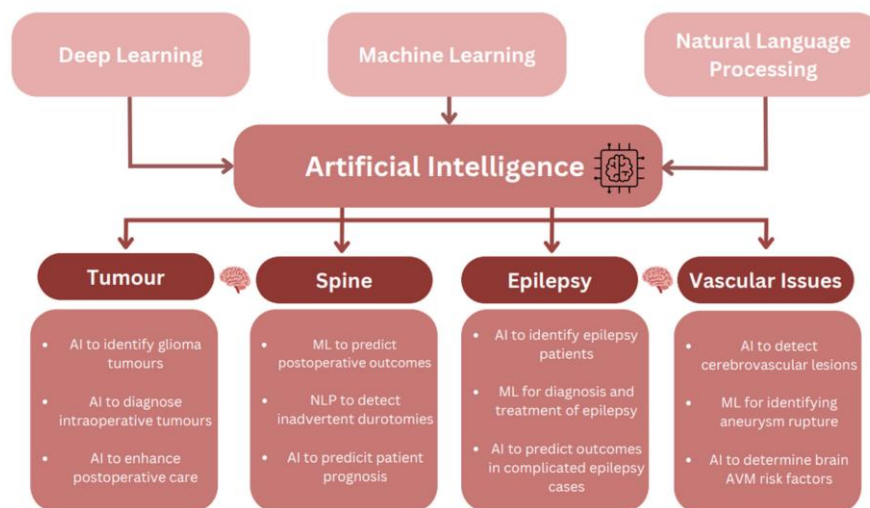 Deep Learning
Machine Learning
Natural Language
Processing
Artificial Intelligence
Tumour
Spine
Epilepsy
Vascular Issues
• AI to identify glioma
tumours
• AI to diagnose
intraoperative tumours
• AI to enhance
postoperative care
• ML to predict
postoperative outcomes
• NLP to detect
inadvertent durotomies
• AI to predicit patient
prognosis
• AI to identify epilepsy
patients
• ML for diagnosis and
treatment of epilepsy
• AI to predict outcomes
in complicated epilepsy
cases
• AI to detect
cerebrovascular lesions
• ML for identifying
aneurysm rupture
• AI to determine brain
AVM risk factors